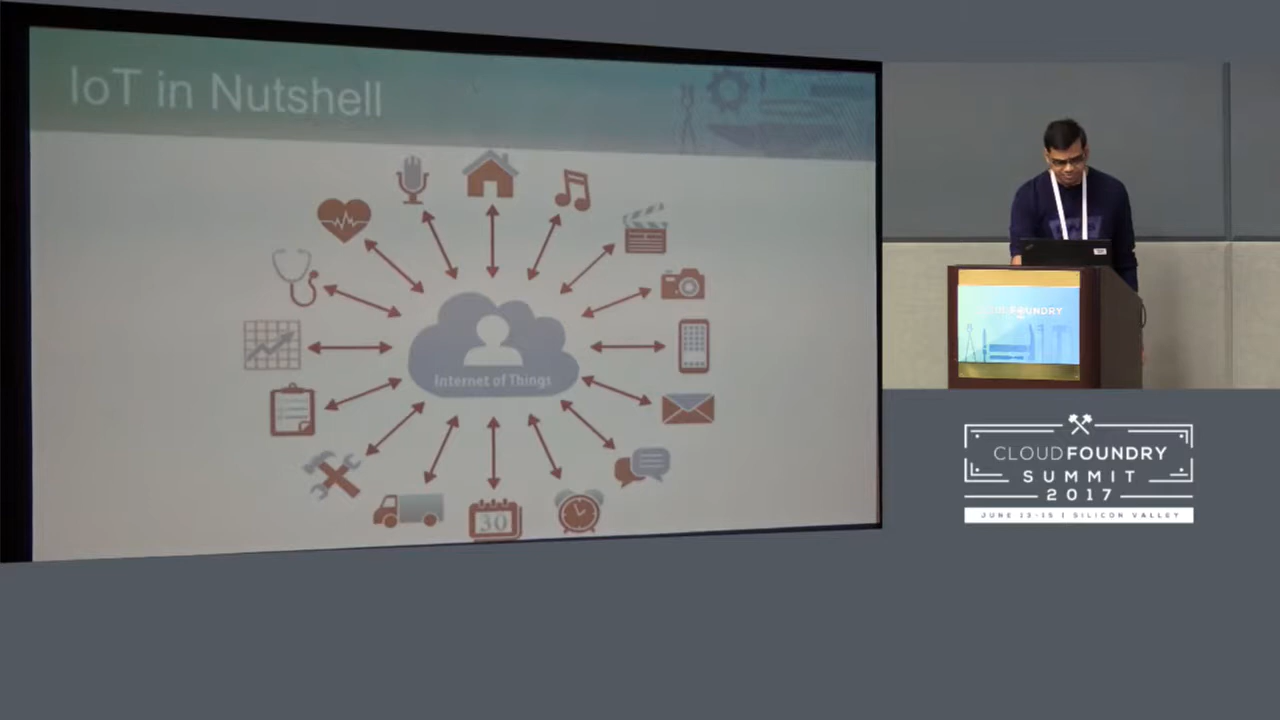 IoT in Nutshell
Internet of Things
30
CLOUD FOUNDRY
SUMMIT
2017
JUNE 13-15 | SILICON VALLEY